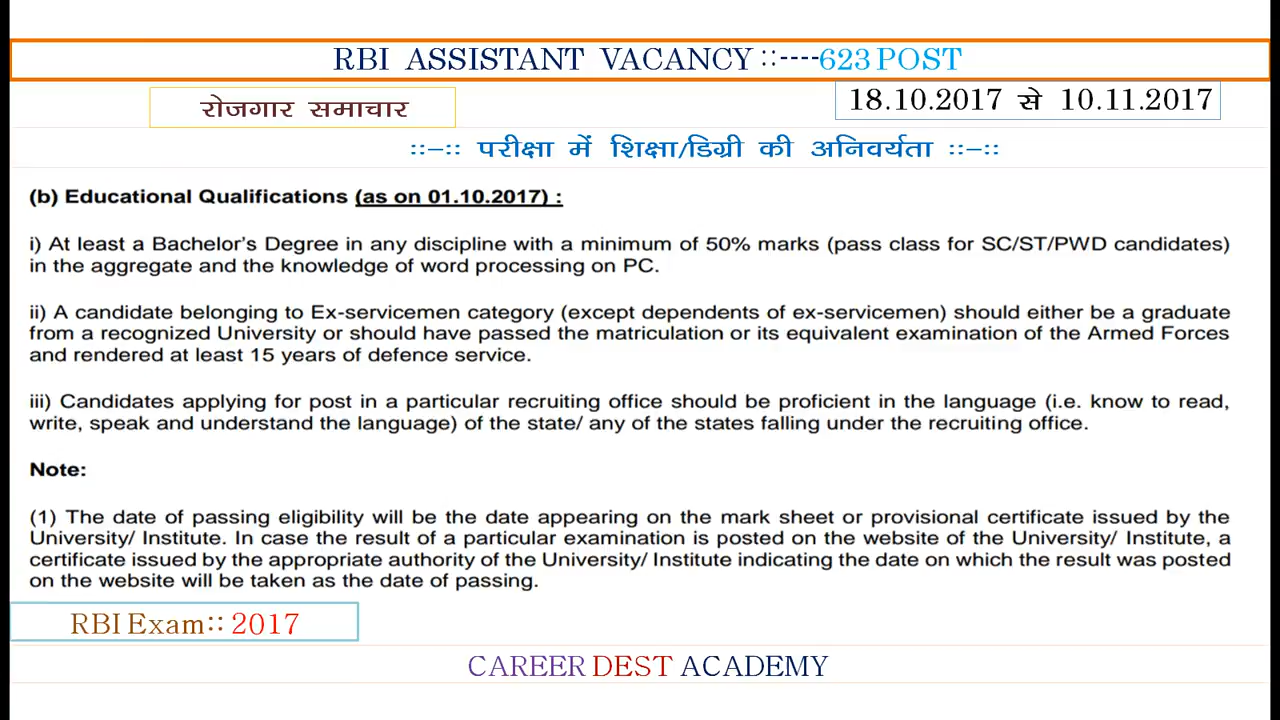 RBI ASSISTANT VACANCY ::----623 POST
रोजगार समाचार
18.10.2017 से 10.11.2017
::-:: परीक्षा में शिक्षा/डिग्री की अनिवर्यता ::-::
(b) Educational Qualifications (as on 01.10.2017) :
i) At least a Bachelor's Degree in any discipline with a minimum of 50% marks (pass class for SC/ST/PWD candidates)
in the aggregate and the knowledge of word processing on PC.
ii) A candidate belonging to Ex-servicemen category (except dependents of ex-servicemen) should either be a graduate
from a recognized University or should have passed the matriculation or its equivalent examination of the Armed Forces
and rendered at least 15 years of defence service.
iii) Candidates applying for post in a particular recruiting office should be proficient in the language (i.e. know to read,
write, speak and understand the language) of the state/ any of the states falling under the recruiting office.
Note:
(1) The date of passing eligibility will be the date appearing on the mark sheet or provisional certificate issued by the
University/ Institute. In case the result of a particular examination is posted on the website of the University/ Institute, a
certificate issued by the appropriate authority of the University/ Institute indicating the date on which the result was posted
on the website will be taken as the date of passing.
RBI Exam:: 2017
CAREER DEST ACADEMY